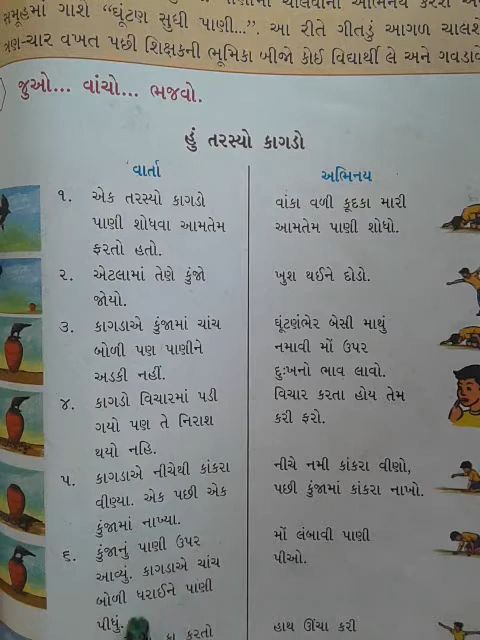 સમૂહમાં ગાશે “ઘૂંટણ સુધી પાણી...”. આ રીતે ગીતડું આગળ ચાલશે
ત્રણ-ચાર વખત પછી શિક્ષકની ભૂમિકા બીજો કોઈ વિદ્યાર્થી લે અને ગવડાવે
જુઓ... વાંચો... ભજવો.
હું તરસ્યો કાગડો
વાર્તા
૧. એક તરસ્યો કાગડો
પાણી શોધવા આમતેમ
ફરતો હતો.
૨. એટલામાં તેણે કુંજો
જોયો.
૩. કાગડાએ કુંજામાં ચાંચ
બોળી પણ પાણીને
અડકી નહીં.
૪. કાગડો વિચારમાં પડી
ગયો પણ તે નિરાશ
થયો નહિ.
૫. કાગડાએ નીચેથી કાંકરા
વીણ્યા. એક પછી એક
કુંજામાં નાખ્યા.
૬. કુંજાનું પાણી ઉપર
આવ્યું. કાગડાએ ચાંચ
બોળી ધરાઈને પાણી
પીધું.
કા કરતો
અભિનય
વાંકા વળી કૂદકા મારી
આમતેમ પાણી શોધો.
ખુશ થઈને દોડો.
ઘૂંટણંભેર બેસી માથું
નમાવી મોં ઉપર
દુઃખનો ભાવ લાવો.
વિચાર કરતા હોય તેમ
કરી ફરો.
નીચે નમી કાંકરા વીણો,
પછી કુંજામાં કાંકરા નાખો.
મોં લંબાવી પાણી
પીઓ.
હાથ ઊંચા કરી